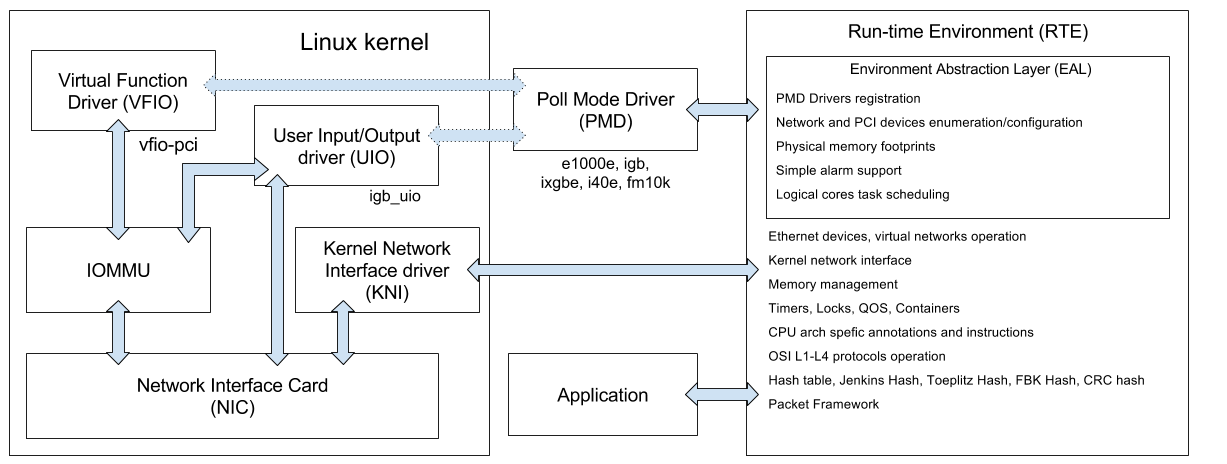 Linux kernel
Virtual Function
Driver (VFIO)
vfio-pci
User Input/Output
driver (UIO)
igb_uio
IOMMU
Kernel Network
Interface driver
(KNI)
Network Interface Card
(NIC)
Poll Mode Driver
(PMD)
e1000e, igb,
ixgbe, i40e, fm10k
Application
Run-time Environment (RTE)
Environment Abstraction Layer (EAL)
PMD Drivers registration
Network and PCI devices enumeration/configuration
Physical memory footprints
Simple alarm support
Logical cores task scheduling
Ethernet devices, virtual networks operation
Kernel network interface
Memory management
Timers, Locks, QOS, Containers
CPU arch spefic annotations and instructions
OSI L1-L4 protocols operation
Hash table, Jenkins Hash, Toeplitz Hash, FBK Hash, CRC hash
Packet Framework